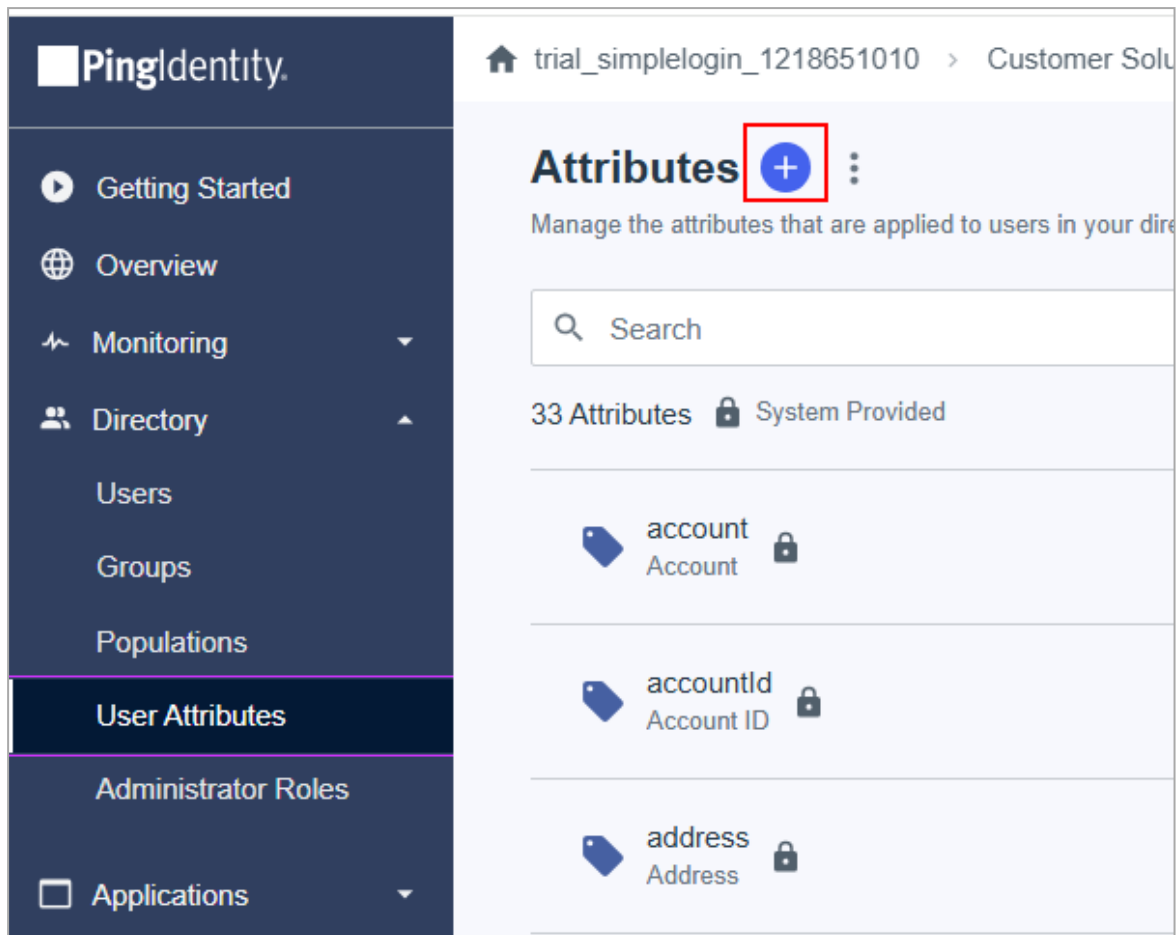 PingIdentity.
trial_simplelogin_1218651010 > Customer Solu
Getting Started
Overview
Monitoring
Directory
Users
Groups
Populations
User Attributes
Administrator Roles
Applications
Attributes
Manage the attributes that are applied to users in your dire
Search
33 Attributes System Provided
account
Account
accountId
Account ID
address
Address